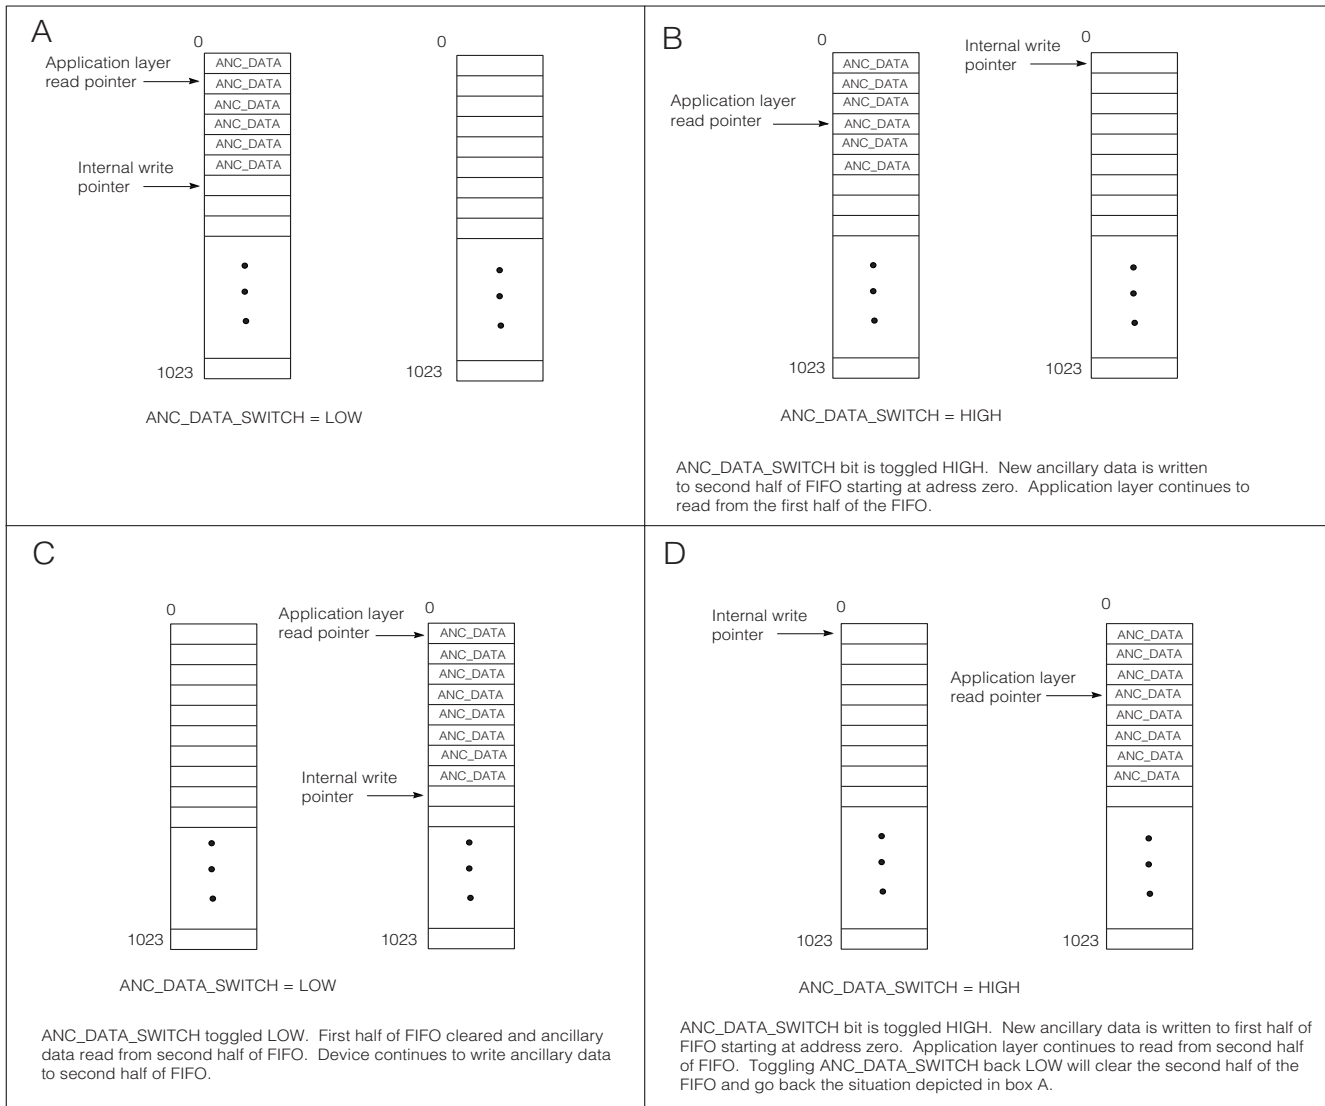 A
0
0
Application layer
read pointer
ANC_DATA
ANC_DATA
ANC_DATA
ANC_DATA
ANC_DATA
ANC_DATA
Internal write
pointer
1023
1023
ANC_DATA_SWITCH = LOW
B
0
0
Internal write
pointer
Application layer
read pointer
ANC_DATA
ANC_DATA
ANC_DATA
ANC_DATA
ANC_DATA
ANC_DATA
1023
1023
ANC_DATA_SWITCH = HIGH
ANC_DATA_SWITCH bit is toggled HIGH. New ancillary data is written
to second half of FIFO starting at adress zero. Application layer continues to
read from the first half of the FIFO.
C
0
0
Application layer
read pointer
ANC_DATA
ANC_DATA
ANC_DATA
ANC_DATA
ANC_DATA
ANC_DATA
ANC_DATA
ANC_DATA
Internal write
pointer
1023
1023
ANC_DATA_SWITCH = LOW
ANC_DATA_SWITCH toggled LOW. First half of FIFO cleared and ancillary
data read from second half of FIFO. Device continues to write ancillary data
to second half of FIFO.
D
0
0
Internal write
pointer
Application layer
read pointer
ANC_DATA
ANC_DATA
ANC_DATA
ANC_DATA
ANC_DATA
ANC_DATA
ANC_DATA
ANC_DATA
1023
1023
ANC_DATA_SWITCH = HIGH
ANC_DATA_SWITCH bit is toggled HIGH. New ancillary data is written to first half of
FIFO starting at address zero. Application layer continues to read from second half
of FIFO. Toggling ANC_DATA_SWITCH back LOW will clear the second half of the
FIFO and go back the situation depicted in box A.